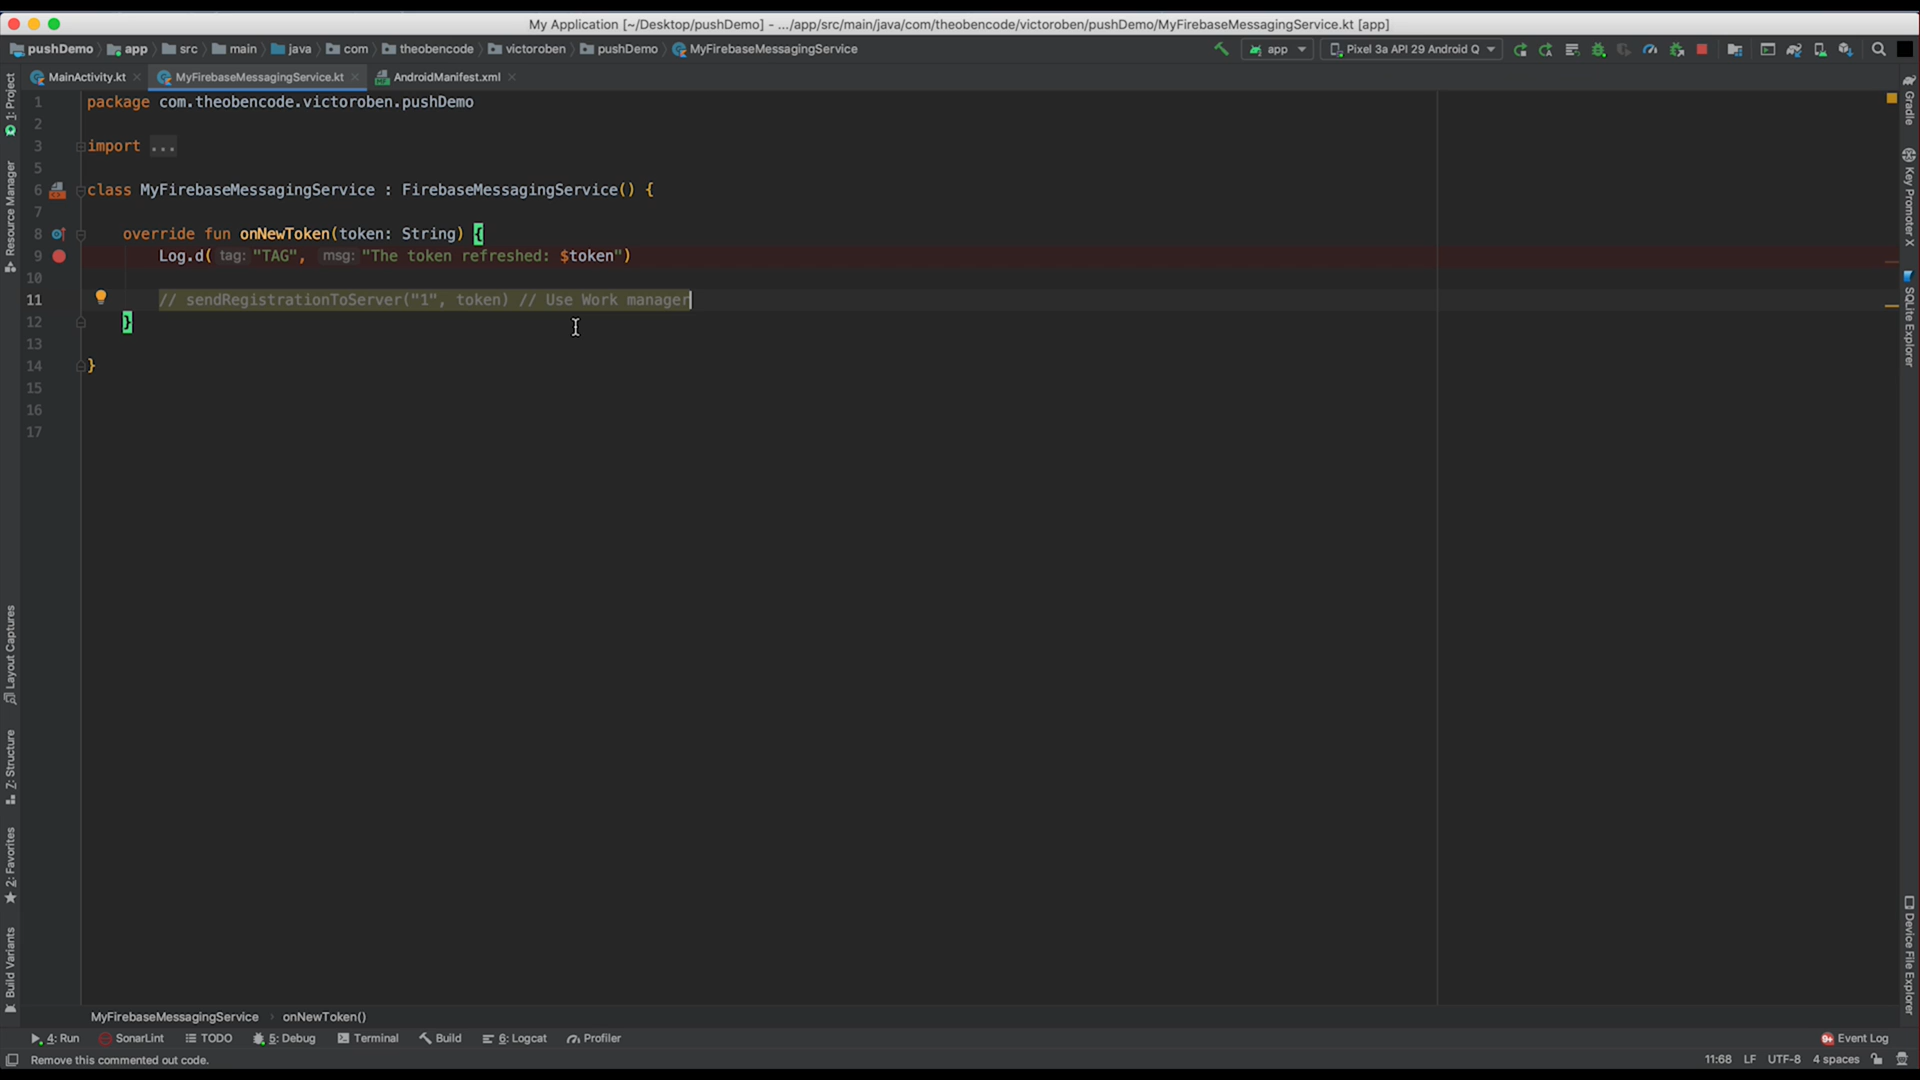 My Application [~/Desktop/pushDemo] - .../app/src/main/java/com/theobencode/victoroben/pushDemo/MyFirebaseMessagingService.kt [app]
pushDemo app src main java com theobencode victoroben pushDemo MyFirebaseMessagingService app Pixel 3a API 29 Android Q
MainActivity.kt MyFirebaseMessagingService.kt AndroidManifest.xml
1 package com.theobencode.victoroben.pushDemo
2
3 import ...
5
6 class MyFirebaseMessagingService : FirebaseMessagingService() {
7
8 override fun onNewToken(token: String) {
9 Log.d( tag: "TAG", msg: "The token refreshed: $token")
10
11 // sendRegistrationToServer("1", token) // Use Work manager
12 }
13
14 }
15
16
17
1: Project
Resource Manager
Layout Captures
Z: Structure
2: Favorites
Build Variants
Gradle
Key Promoter X
SQLite Explorer
Device File Explorer
MyFirebaseMessagingService › onNewToken()
4: Run SonarLint TODO 5: Debug Terminal Build 6: Logcat Profiler 9+ Event Log
Remove this commented out code. 11:68 LF UTF-8 4 spaces